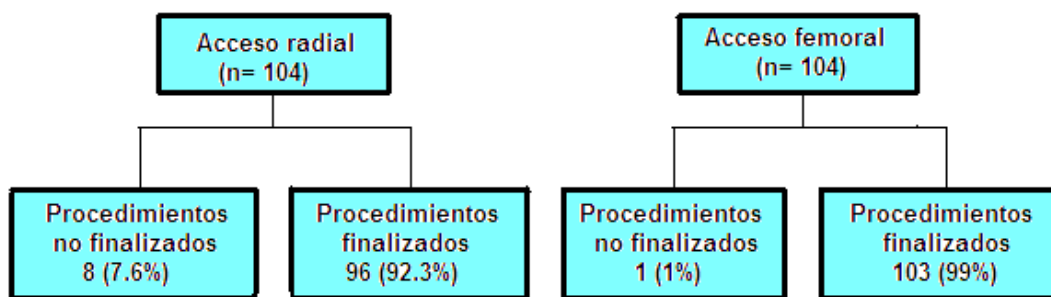 Acceso radial
(n= 104)
Acceso femoral
(n= 104)
Procedimientos
no finalizados
8 (7.6%)
Procedimientos
finalizados
96 (92.3%)
Procedimientos
no finalizados
1 (1%)
Procedimientos
finalizados
103 (99%)